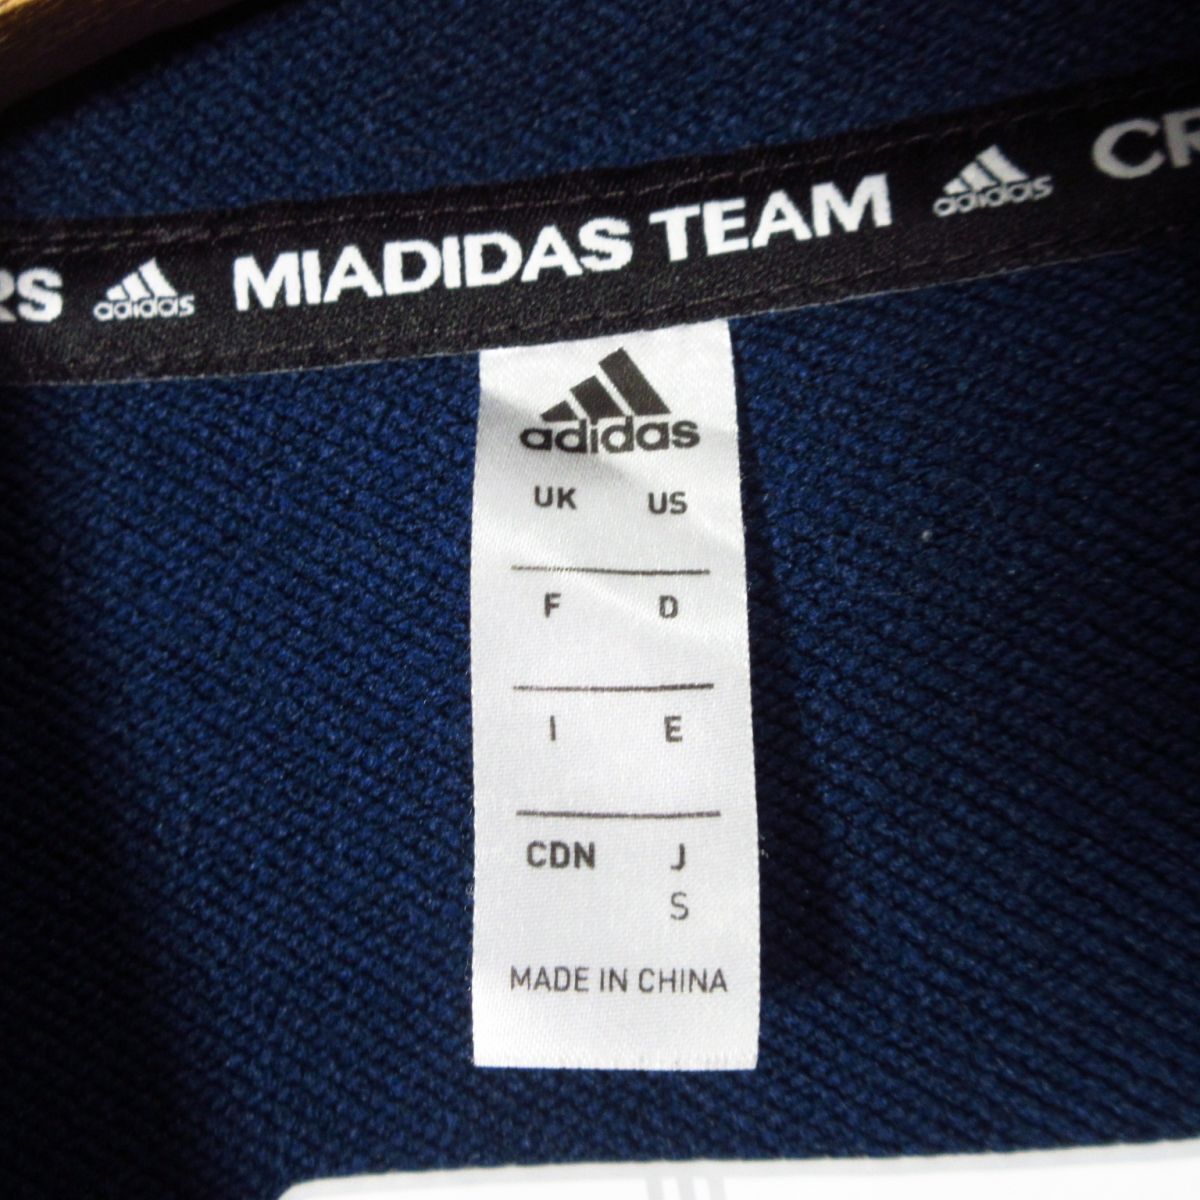 RS adidas MIADIDAS TEAM adidas CR
adidas
UK US
F D
I E
CDN J
S
MADE IN CHINA